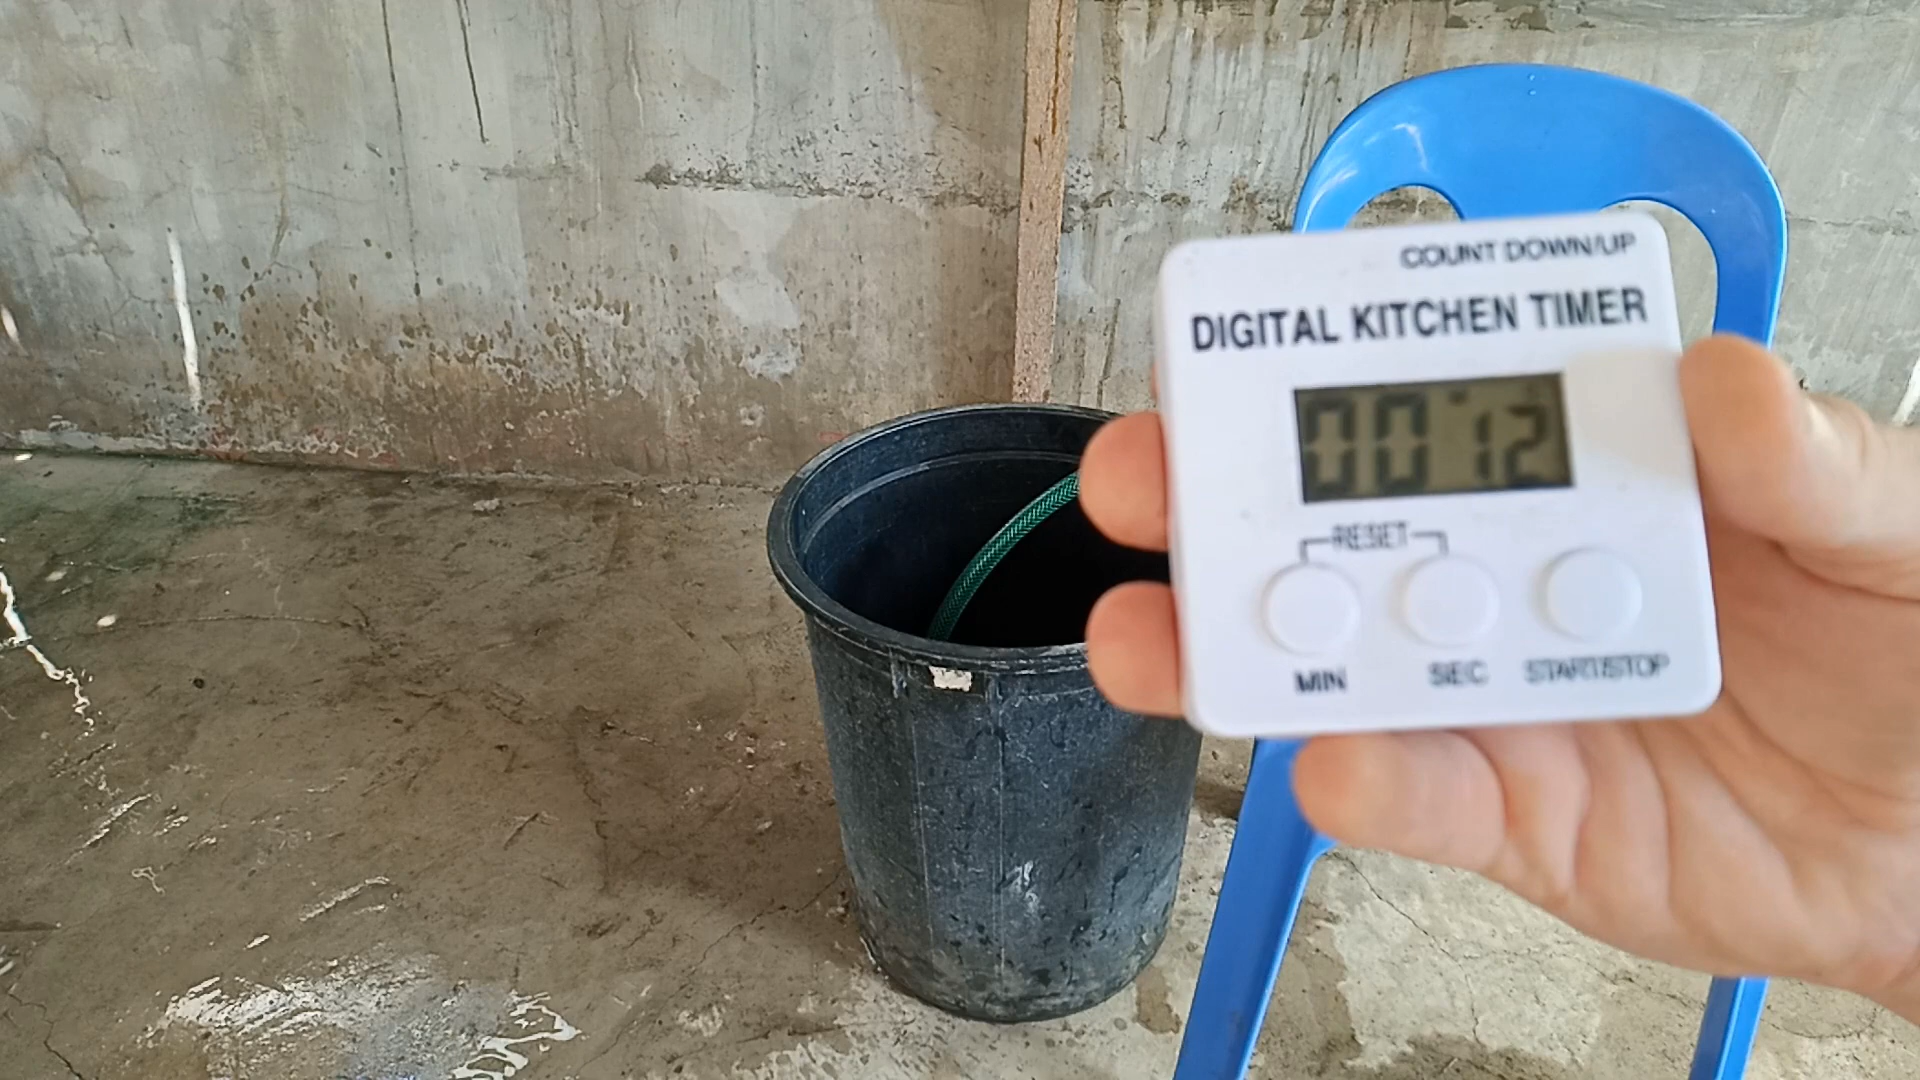 COUNT DOWN/UP
DIGITAL KITCHEN TIMER
00 12
RESET
MIN SEC START/STOP